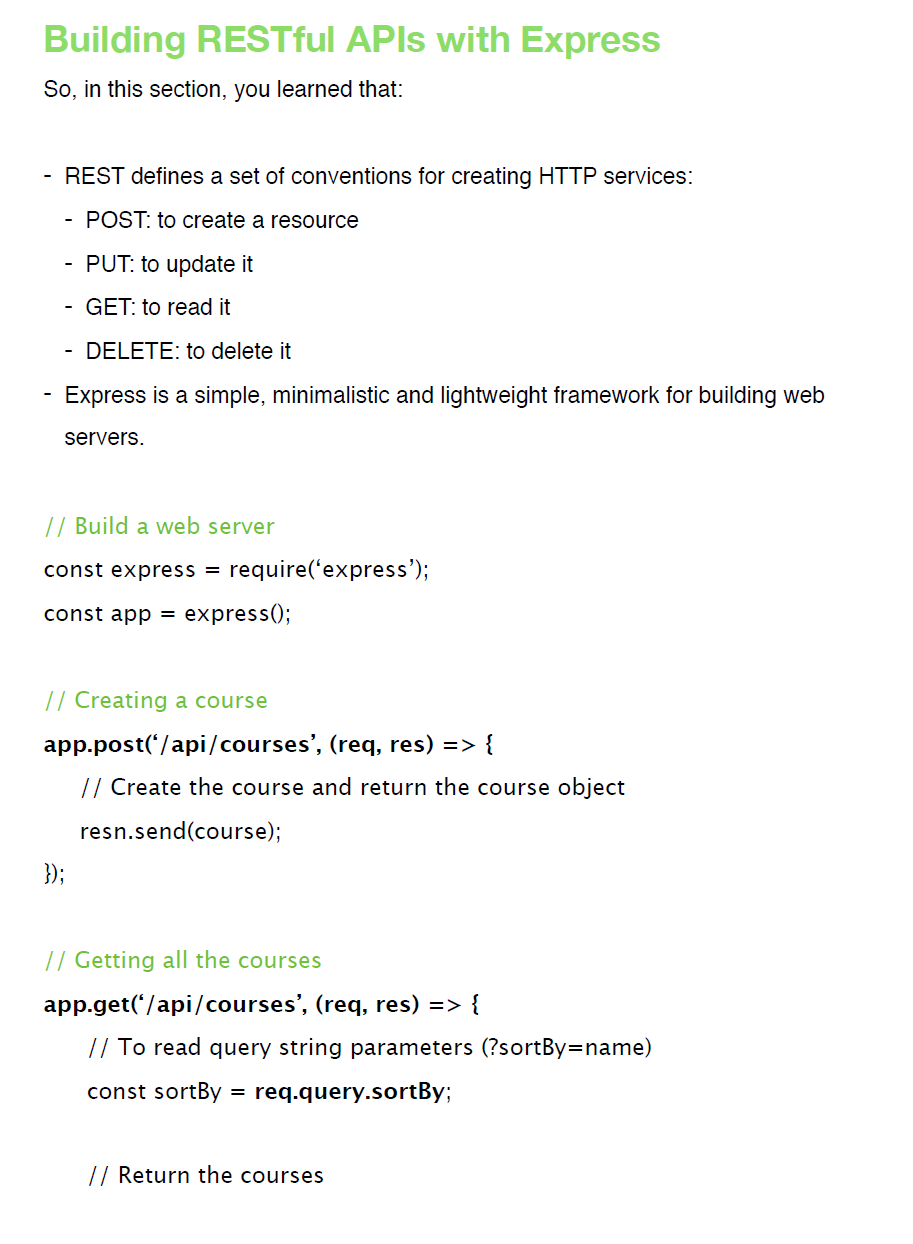 Building RESTful APIs with Express
So, in this section, you learned that:
- REST defines a set of conventions for creating HTTP services:
- POST: to create a resource
- PUT: to update it
- GET: to read it
- DELETE: to delete it
- Express is a simple, minimalistic and lightweight framework for building web
servers.
// Build a web server
const express = require(‘express’);
const app = express();
// Creating a course
app.post(‘/api/courses’, (req, res) => {
// Create the course and return the course object
resn.send(course);
});
// Getting all the courses
app.get(‘/api/courses’, (req, res) => {
// To read query string parameters (?sortBy=name)
const sortBy = req.query.sortBy;
// Return the courses